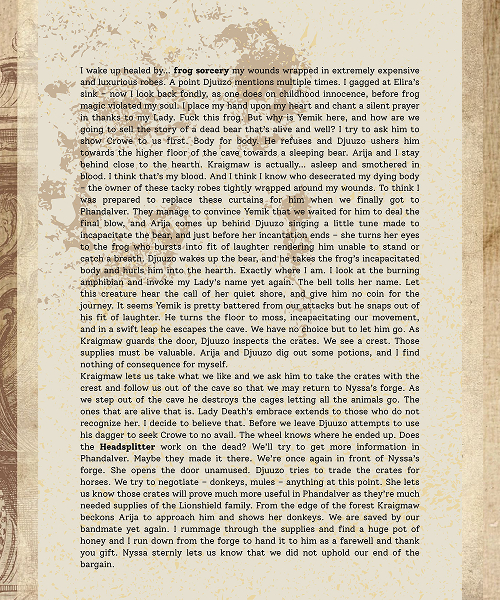 I wake up healed by... frog sorcery my wounds wrapped in extremely expensive
and luxurious robes. A point Djuuzo mentions multiple times. I gagged at Elira's
sink – now I look back fondly, as one does on childhood innocence, before frog
magic violated my soul. I place my hand upon my heart and chant a silent prayer
in thanks to my Lady. Fuck this frog. But why is Yemik here, and how are we
going to sell the story of a dead bear that's alive and well? I try to ask him to
show Crowe to us first. Body for body. He refuses and Djuuzo ushers him
towards the higher floor of the cave towards a sleeping bear. Arija and I stay
behind close to the hearth. Kraigmaw is actually... asleep and smothered in
blood. I think that's my blood. And I think I know who desecrated my dying body
– the owner of these tacky robes tightly wrapped around my wounds. To think I
was prepared to replace these curtains for him when we finally got to
Phandalver. They manage to convince Yemik that we waited for him to deal the
final blow, and Arija comes up behind Djuuzo singing a little tune made to
incapacitate the bear, and just before her incantation ends – she turns her eyes
to the frog who bursts into fit of laughter rendering him unable to stand or
catch a breath. Djuuzo wakes up the bear, and he takes the frog's incapacitated
body and hurls him into the hearth. Exactly where I am. I look at the burning
amphibian and invoke my Lady's name yet again. The bell tolls her name. Let
this creature hear the call of her quiet shore, and give him no coin for the
journey. It seems Yemik is pretty battered from our attacks but he snaps out of
his fit of laughter. He turns the floor to moss, incapacitating our movement,
and in a swift leap he escapes the cave. We have no choice but to let him go. As
Kraigmaw guards the door, Djuuzo inspects the crates. We see a crest. Those
supplies must be valuable. Arija and Djuuzo dig out some potions, and I find
nothing of consequence for myself.
Kraigmaw lets us take what we like and we ask him to take the crates with the
crest and follow us out of the cave so that we may return to Nyssa's forge. As
we step out of the cave he destroys the cages letting all the animals go. The
ones that are alive that is. Lady Death's embrace extends to those who do not
recognize her. I decide to believe that. Before we leave Djuuzo attempts to use
his dagger to seek Crowe to no avail. The wheel knows where he ended up. Does
the Headsplitter work on the dead? We'll try to get more information in
Phandalver. Maybe they made it there. We're once again in front of Nyssa's
forge. She opens the door unamused. Djuuzo tries to trade the crates for
horses. We try to negotiate – donkeys, mules – anything at this point. She lets
us know those crates will prove much more useful in Phandalver as they're much
needed supplies of the Lionshield family. From the edge of the forest Kraigmaw
beckons Arija to approach him and shows her donkeys. We are saved by our
bandmate yet again. I rummage through the supplies and find a huge pot of
honey and I run down from the forge to hand it to him as a farewell and thank
you gift. Nyssa sternly lets us know that we did not uphold our end of the
bargain.